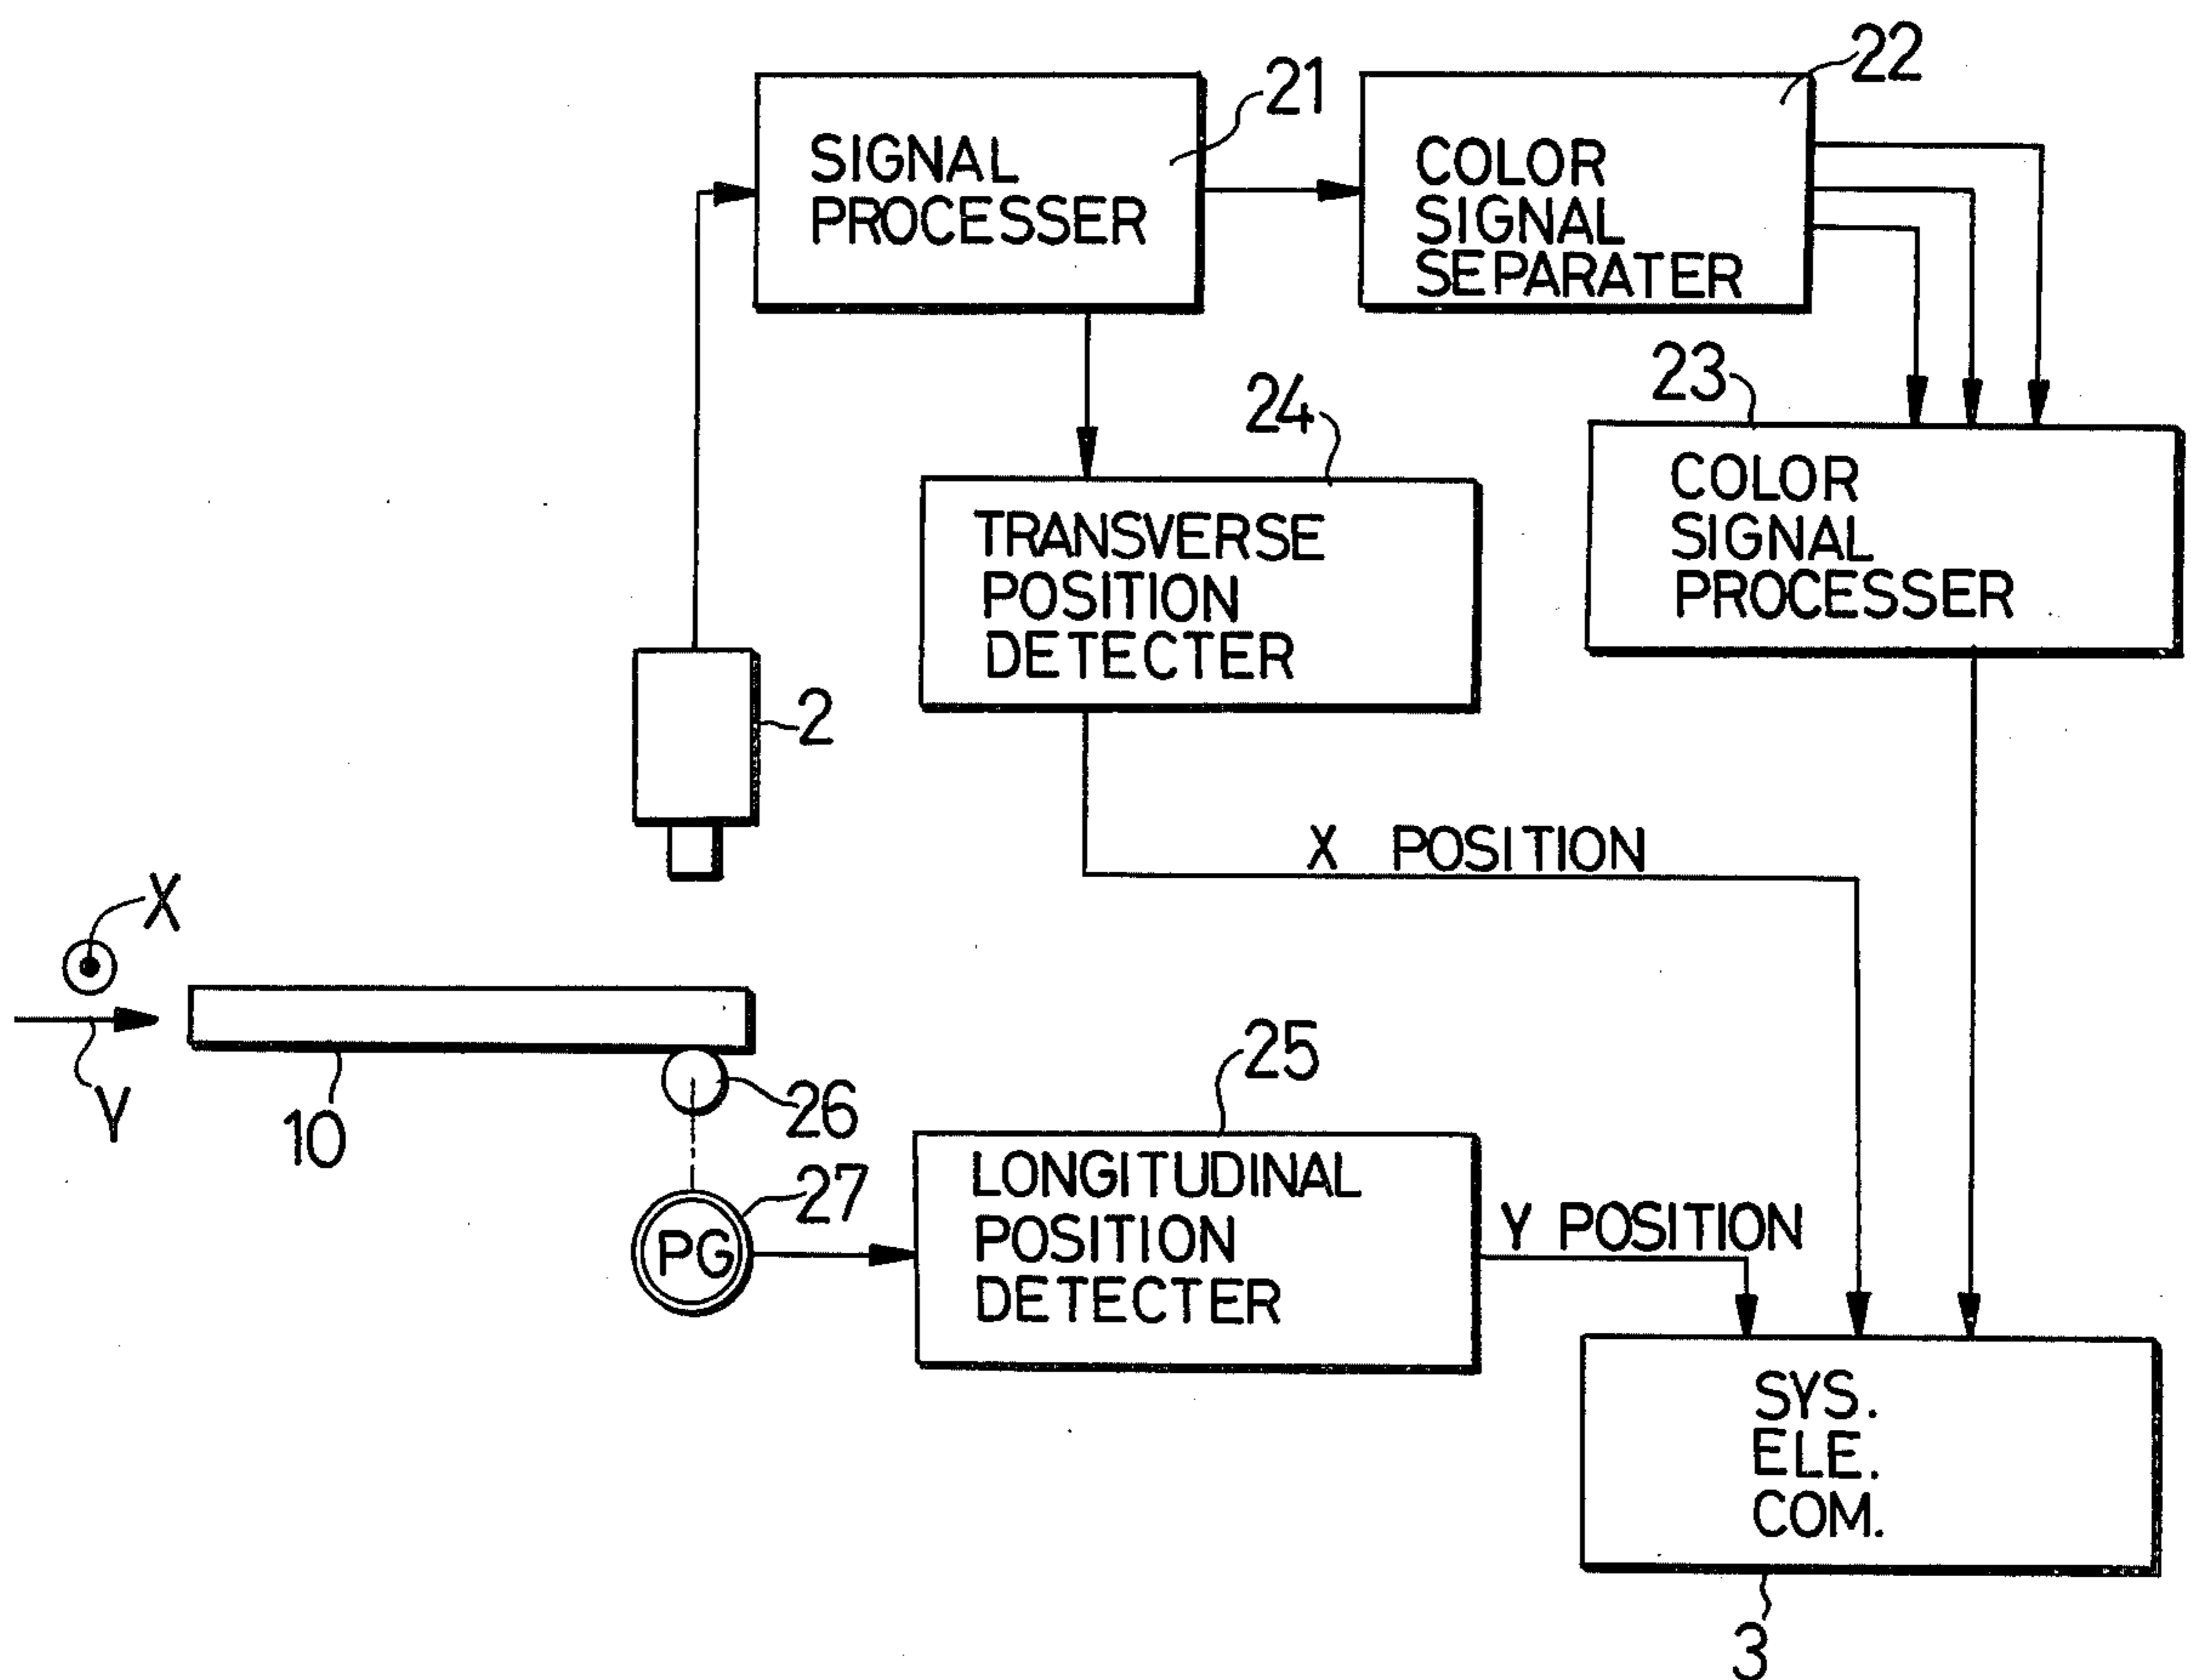 21
22
SIGNAL
PROCESSER
COLOR
SIGNAL
SEPARATER
23
24
COLOR
SIGNAL
PROCESSER
TRANSVERSE
POSITION
DETECTER
2
X POSITION
X
Y
10
26
25
27
PG
LONGITUDINAL
POSITION
DETECTER
Y POSITION
SYS.
ELE.
COM.
3